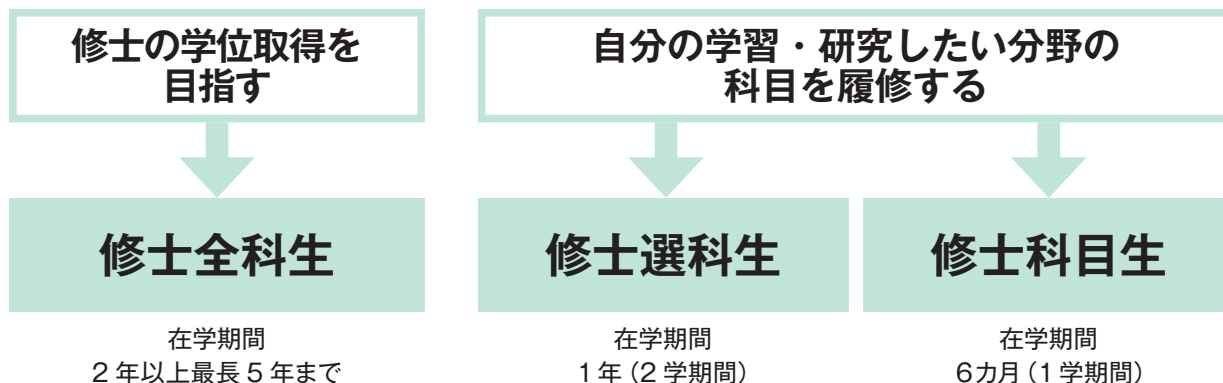 修士の学位取得を
目指す
自分の学習・研究したい分野の
科目を履修する
修士全科生
修士選科生
修士科目生
在学期間
2年以上最長5年まで
在学期間
1年（2学期間）
在学期間
6カ月（1学期間）